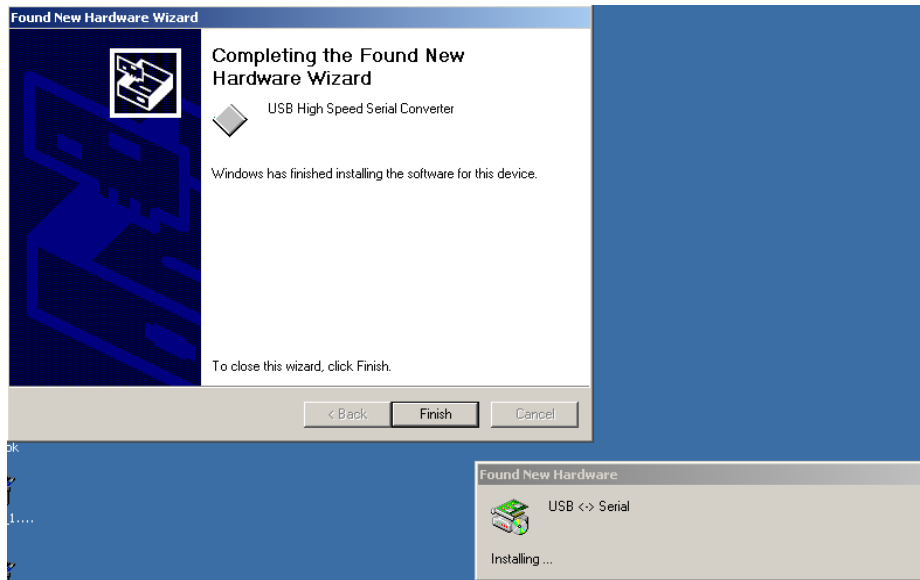 Found New Hardware Wizard
Completing the Found New
Hardware Wizard
USB High Speed Serial Converter
Windows has finished installing the software for this device.
To close this wizard, click Finish.
< Back
Finish
Cancel
ok
_1....
Found New Hardware
USB <-> Serial
Installing ...